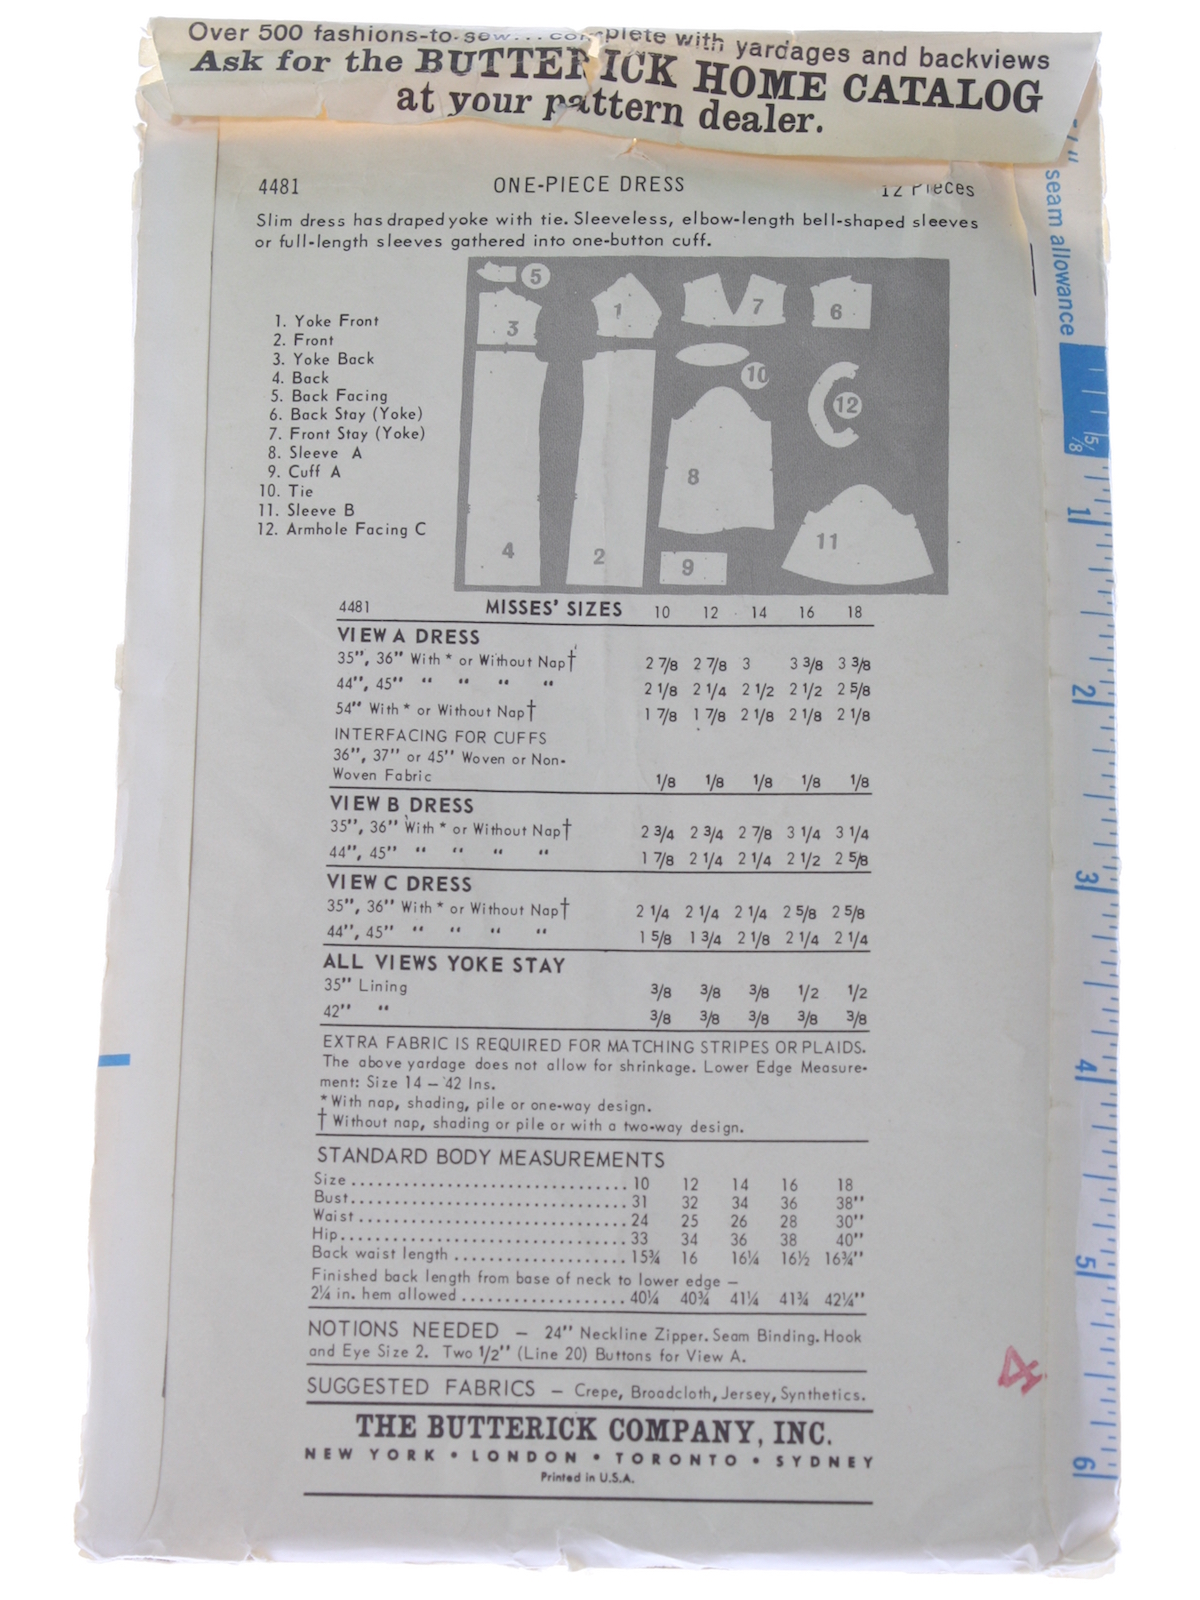 Over 500 fashions-to-sew... complete with yardages and backviews
Ask for the BUTTERICK HOME CATALOG
at your pattern dealer.
4481 ONE-PIECE DRESS 12 Pieces
Slim dress has draped yoke with tie. Sleeveless, elbow-length bell-shaped sleeves
or full-length sleeves gathered into one-button cuff.
1. Yoke Front
2. Front
3. Yoke Back
4. Back
5. Back Facing
6. Back Stay (Yoke)
7. Front Stay (Yoke)
8. Sleeve A
9. Cuff A
10. Tie
11. Sleeve B
12. Armhole Facing C
5 3 1 7 6
10 12
8 11
4 2 9
4481 MISSES' SIZES 10 12 14 16 18
VIEW A DRESS
35", 36" With * or Without Nap† 2 7/8 2 7/8 3 3 3/8 3 3/8
44", 45" " " " " 2 1/8 2 1/4 2 1/2 2 1/2 2 5/8
54" With * or Without Nap† 1 7/8 1 7/8 2 1/8 2 1/8 2 1/8
INTERFACING FOR CUFFS
36", 37" or 45" Woven or Non-
Woven Fabric 1/8 1/8 1/8 1/8 1/8
VIEW B DRESS
35", 36" With * or Without Nap† 2 3/4 2 3/4 2 7/8 3 1/4 3 1/4
44", 45" " " " " 1 7/8 2 1/4 2 1/4 2 1/2 2 5/8
VIEW C DRESS
35", 36" With * or Without Nap† 2 1/4 2 1/4 2 1/4 2 5/8 2 5/8
44", 45" " " " " 1 5/8 1 3/4 2 1/8 2 1/4 2 1/4
ALL VIEWS YOKE STAY
35" Lining 3/8 3/8 3/8 1/2 1/2
42" " 3/8 3/8 3/8 3/8 3/8
EXTRA FABRIC IS REQUIRED FOR MATCHING STRIPES OR PLAIDS.
The above yardage does not allow for shrinkage. Lower Edge Measure-
ment: Size 14 – 42 Ins.
* With nap, shading, pile or one-way design.
† Without nap, shading or pile or with a two-way design.
STANDARD BODY MEASUREMENTS
Size 10 12 14 16 18
Bust 31 32 34 36 38"
Waist 24 25 26 28 30"
Hip 33 34 36 38 40"
Back waist length 15¾ 16 16¼ 16½ 16¾"
Finished back length from base of neck to lower edge –
2¼ in. hem allowed 40¼ 40¾ 41¼ 41¾ 42¼"
NOTIONS NEEDED – 24" Neckline Zipper. Seam Binding. Hook
and Eye Size 2. Two 1/2" (Line 20) Buttons for View A.
SUGGESTED FABRICS – Crepe, Broadcloth, Jersey, Synthetics.
THE BUTTERICK COMPANY, INC.
NEW YORK • LONDON • TORONTO • SYDNEY
Printed in U.S.A.
seam allowance
5/8
1
2
3
4
5
6